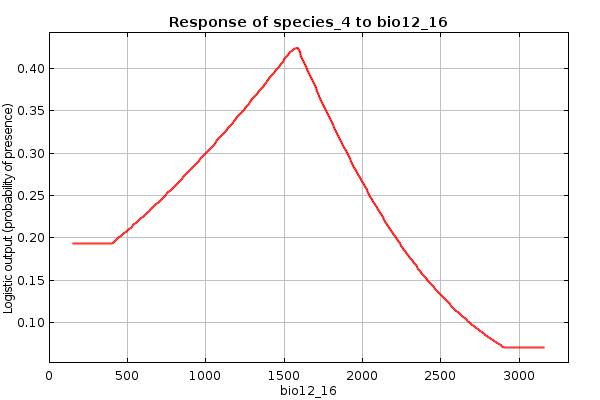 Response of species_4 to bio12_16
Logistic output (probability of presence)
0.40
0.35
0.30
0.25
0.20
0.15
0.10
0 500 1000 1500 2000 2500 3000
bio12_16